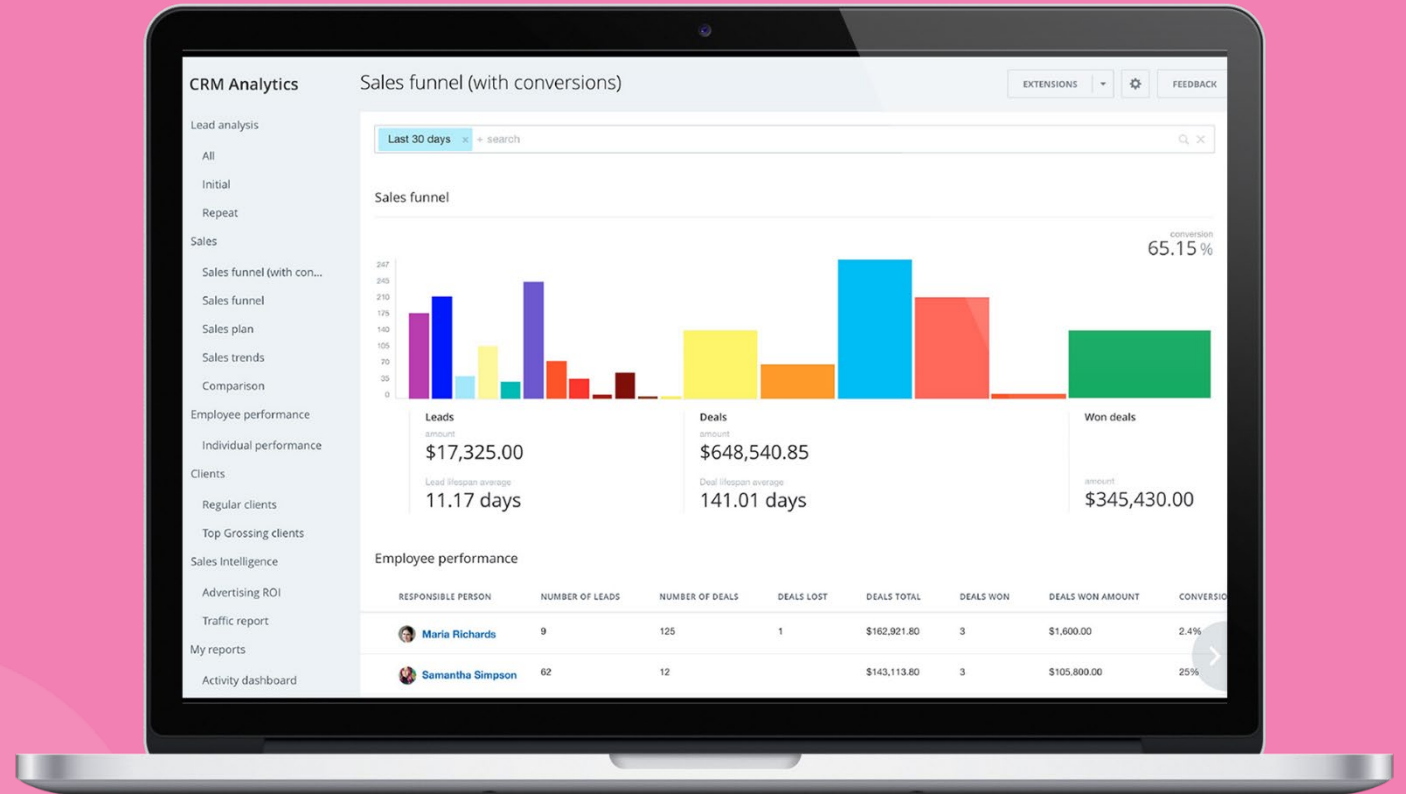 CRM Analytics
Lead analysis
All
Initial
Repeat
Sales
Sales funnel (with con...
Sales funnel
Sales plan
Sales trends
Comparison
Employee performance
Individual performance
Clients
Regular clients
Top Grossing clients
Sales Intelligence
Advertising ROI
Traffic report
My reports
Activity dashboard
Sales funnel (with conversions)
EXTENSIONS
FEEDBACK
Last 30 days × + search
Sales funnel
conversion
65.15 %
247
245
210
175
140
105
70
35
0
Leads
amount
$17,325.00
Lead lifespan average
11.17 days
Deals
amount
$648,540.85
Deal lifespan average
141.01 days
Won deals
amount
$345,430.00
Employee performance
RESPONSIBLE PERSON NUMBER OF LEADS NUMBER OF DEALS DEALS LOST DEALS TOTAL DEALS WON DEALS WON AMOUNT CONVERSIO
Maria Richards 9 125 1 $162,921.80 3 $1,600.00 2.4%
Samantha Simpson 62 12 $143,113.80 3 $105,800.00 25%